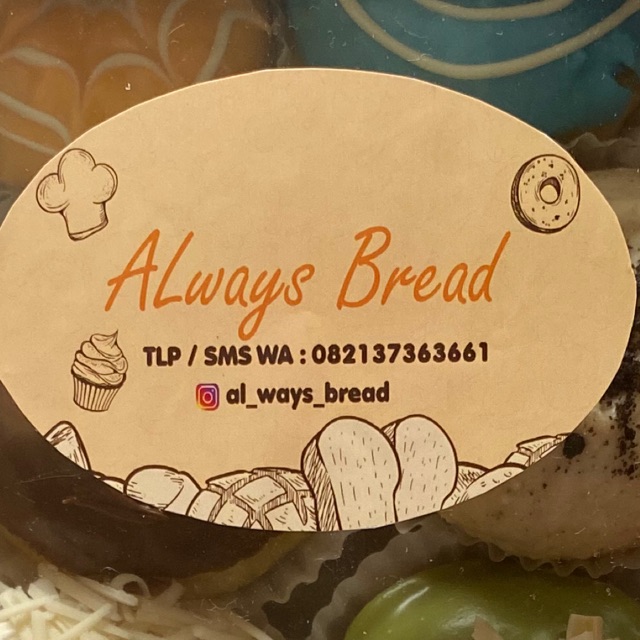 ALways Bread
TLP / SMS WA : 082137363661
al_ways_bread